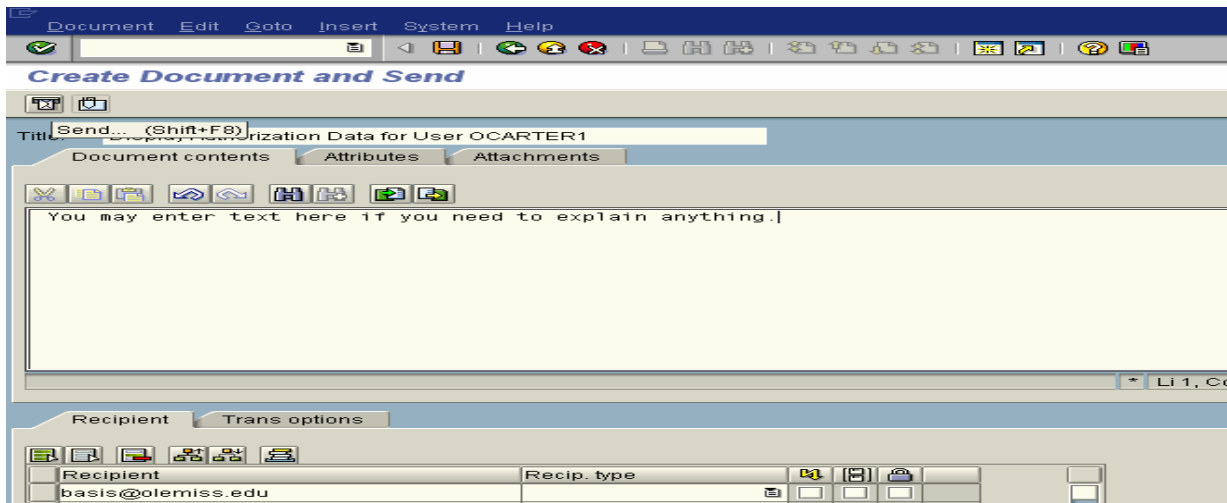 Document Edit Goto Insert System Help
Create Document and Send
Send... (Shift+F8)
Title Authorization Data for User OCARTER1
Document contents Attributes Attachments
You may enter text here if you need to explain anything.
* Li 1, Co
Recipient Trans options
Recipient Recip. type
basis@olemiss.edu